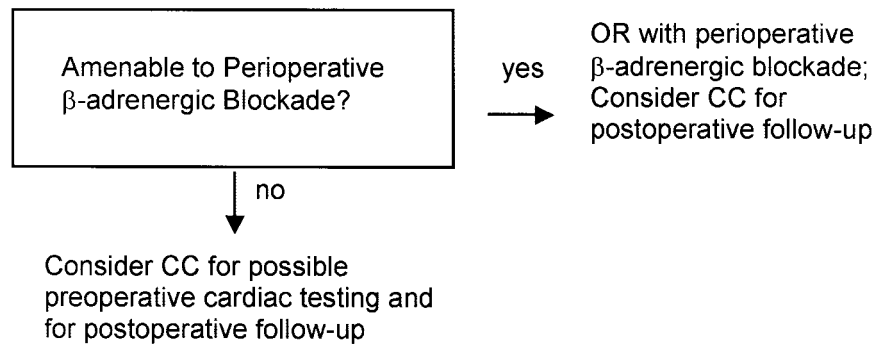 Amenable to Perioperative
β-adrenergic Blockade?
yes
OR with perioperative
β-adrenergic blockade;
Consider CC for
postoperative follow-up
no
Consider CC for possible
preoperative cardiac testing and
for postoperative follow-up